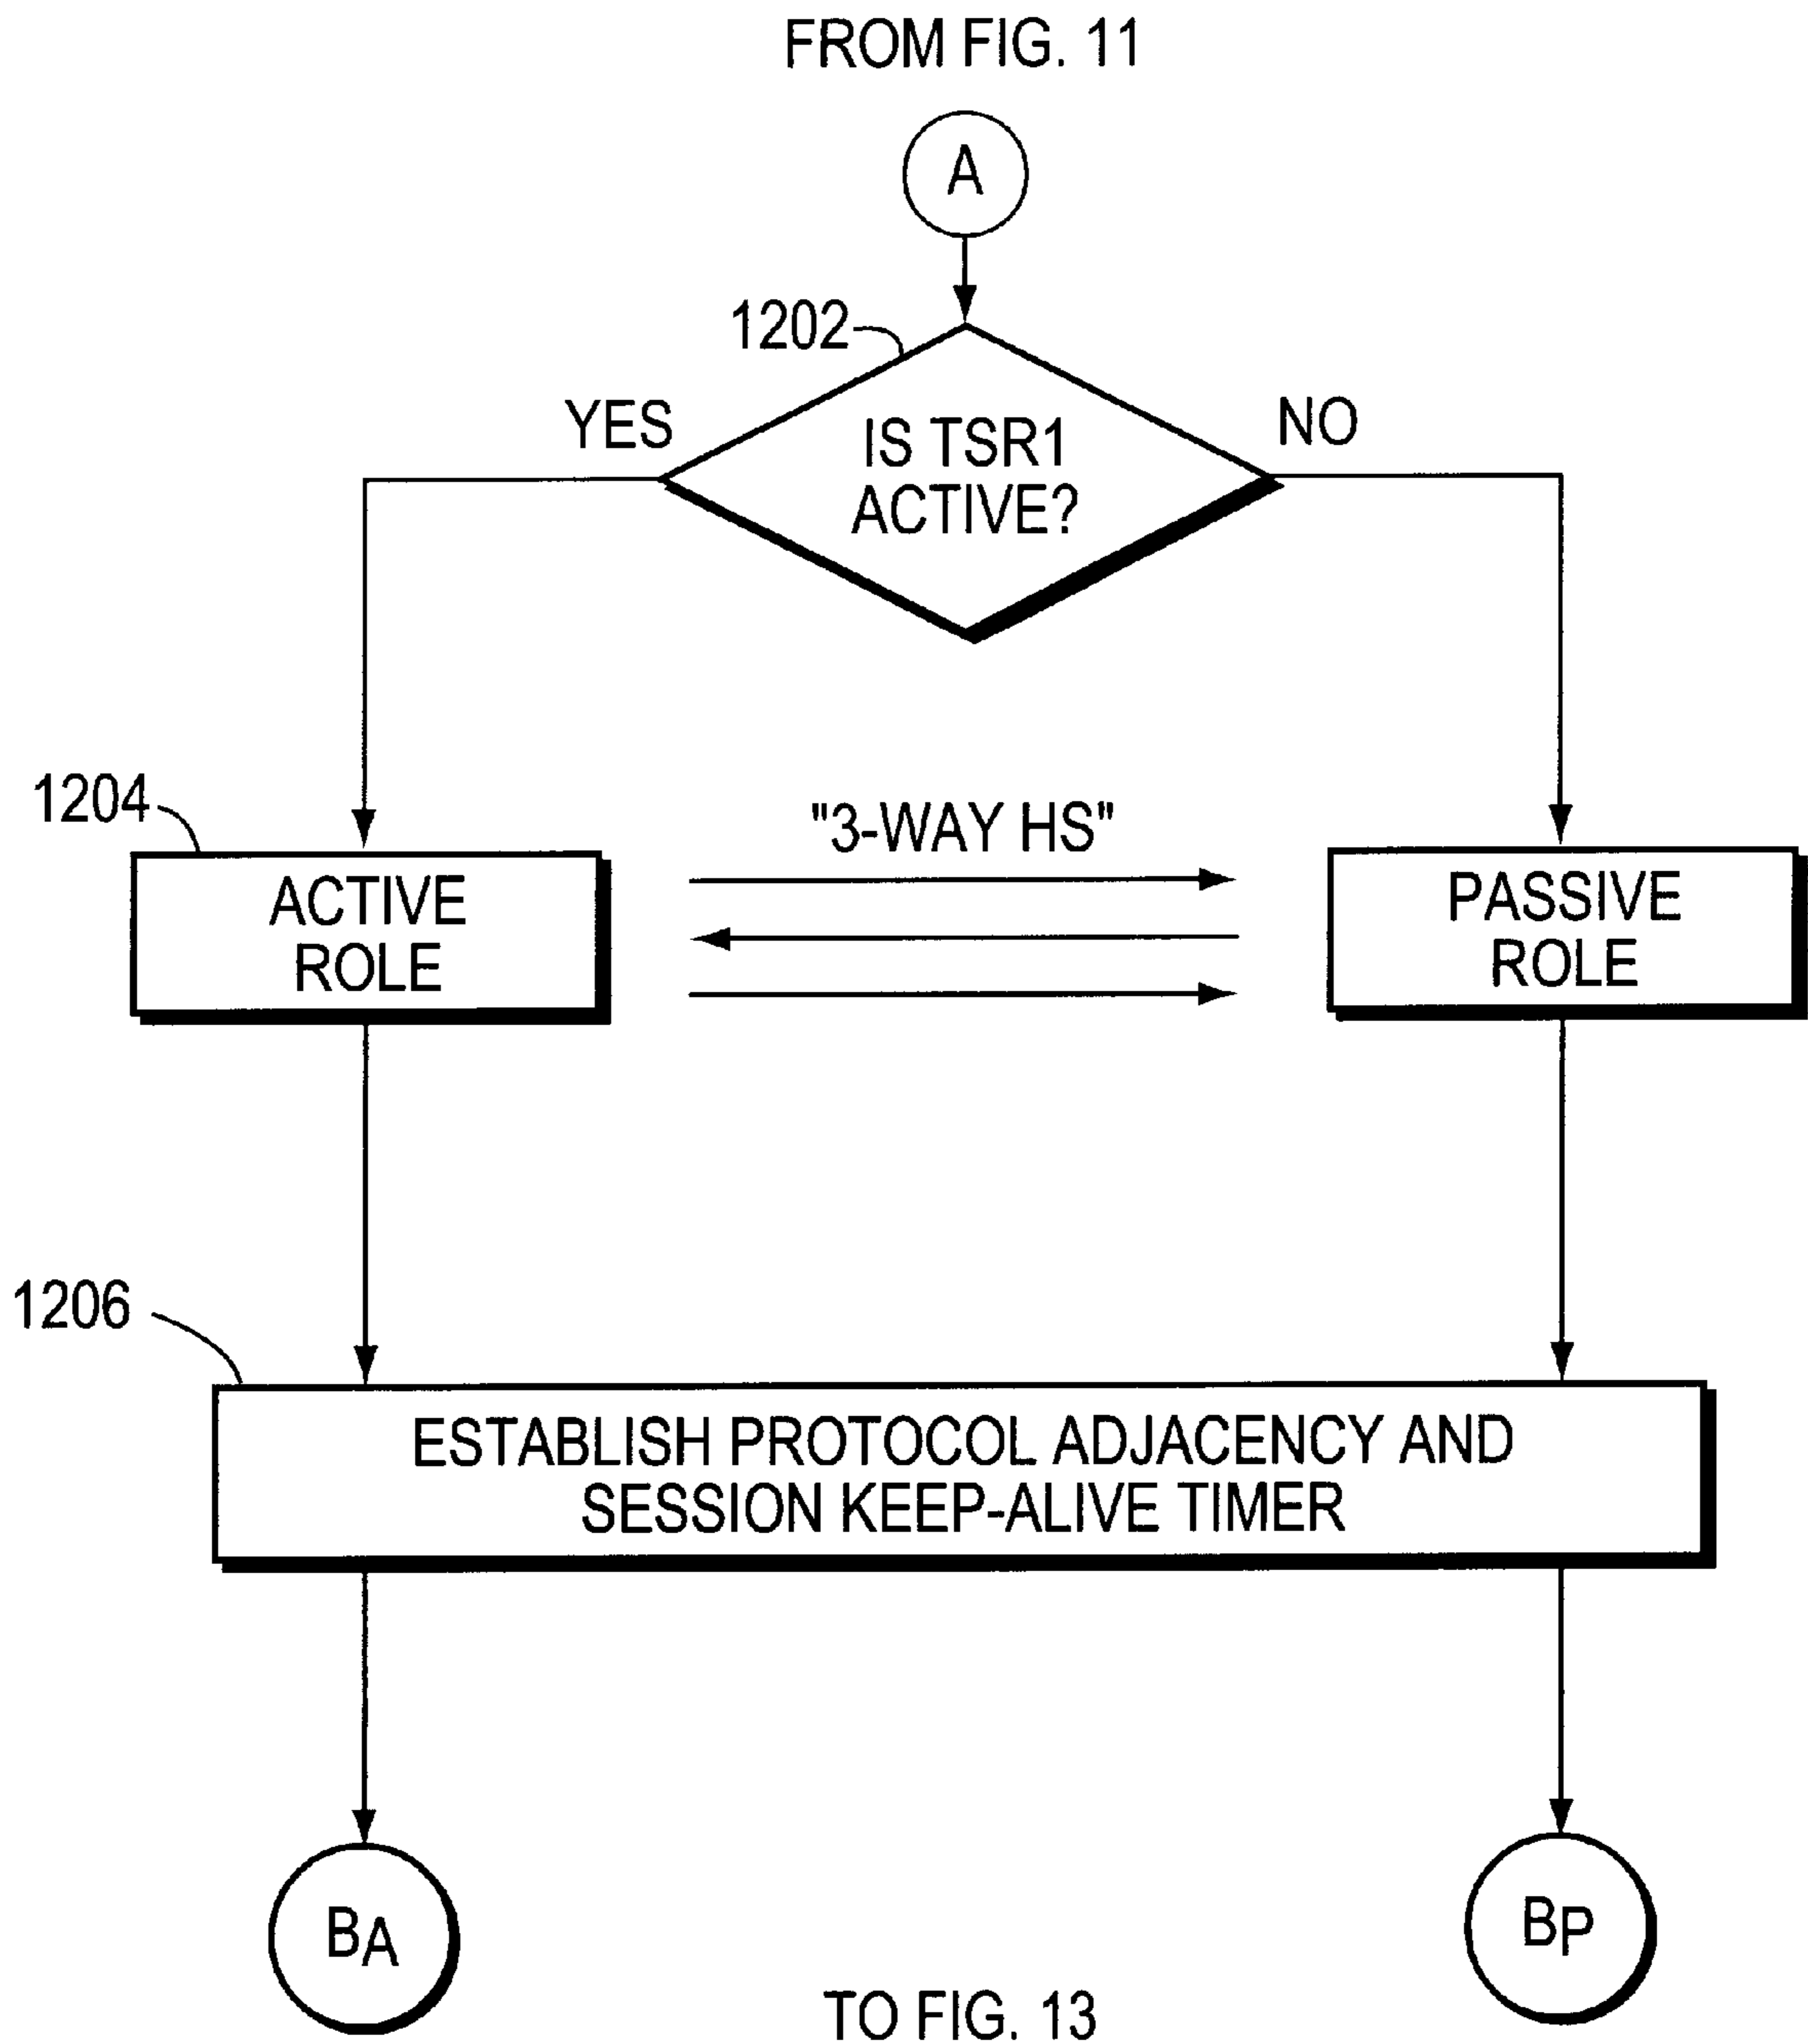 FROM FIG. 11
A
1202
YES
NO
IS TSR1
ACTIVE?
1204
"3-WAY HS"
ACTIVE
ROLE
PASSIVE
ROLE
1206
ESTABLISH PROTOCOL ADJACENCY AND
SESSION KEEP-ALIVE TIMER
BA
BP
TO FIG. 13